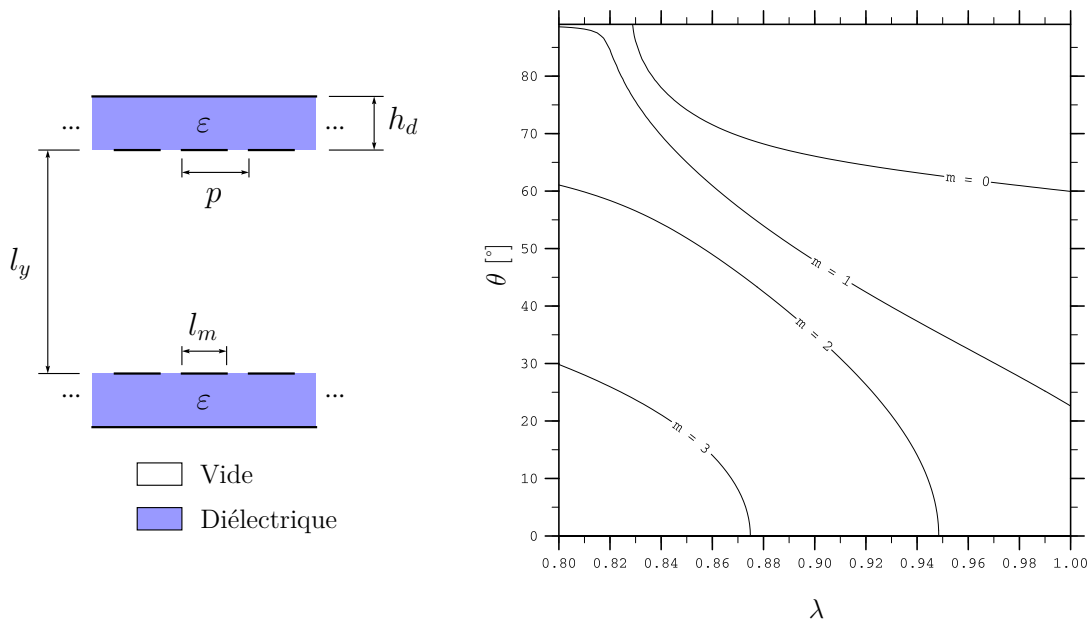 ε
h_d
...
...
p
l_y
l_m
ε
...
...
Vide
Diélectrique
θ [°]
80
70
60
50
40
30
20
10
0
m = 0
m = 1
m = 2
m = 3
0.80 0.82 0.84 0.86 0.88 0.90 0.92 0.94 0.96 0.98 1.00
λ